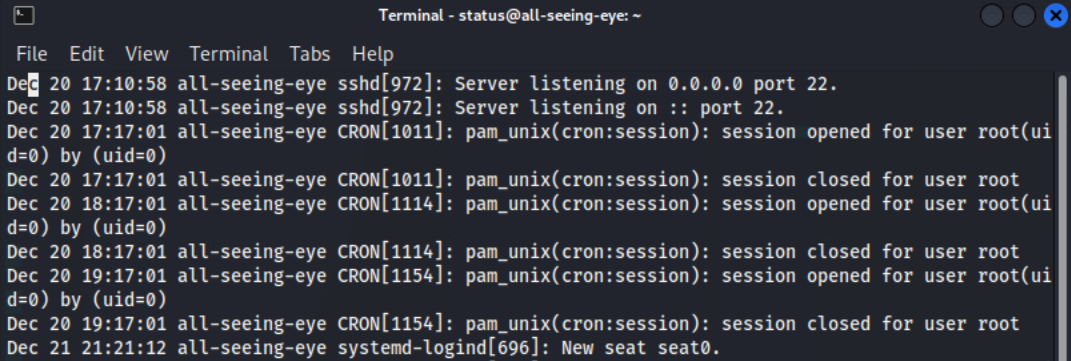 Terminal - status@all-seeing-eye: ~
File Edit View Terminal Tabs Help
Dec 20 17:10:58 all-seeing-eye sshd[972]: Server listening on 0.0.0.0 port 22.
Dec 20 17:10:58 all-seeing-eye sshd[972]: Server listening on :: port 22.
Dec 20 17:17:01 all-seeing-eye CRON[1011]: pam_unix(cron:session): session opened for user root(ui
d=0) by (uid=0)
Dec 20 17:17:01 all-seeing-eye CRON[1011]: pam_unix(cron:session): session closed for user root
Dec 20 18:17:01 all-seeing-eye CRON[1114]: pam_unix(cron:session): session opened for user root(ui
d=0) by (uid=0)
Dec 20 18:17:01 all-seeing-eye CRON[1114]: pam_unix(cron:session): session closed for user root
Dec 20 19:17:01 all-seeing-eye CRON[1154]: pam_unix(cron:session): session opened for user root(ui
d=0) by (uid=0)
Dec 20 19:17:01 all-seeing-eye CRON[1154]: pam_unix(cron:session): session closed for user root
Dec 21 21:21:12 all-seeing-eye systemd-logind[696]: New seat seat0.